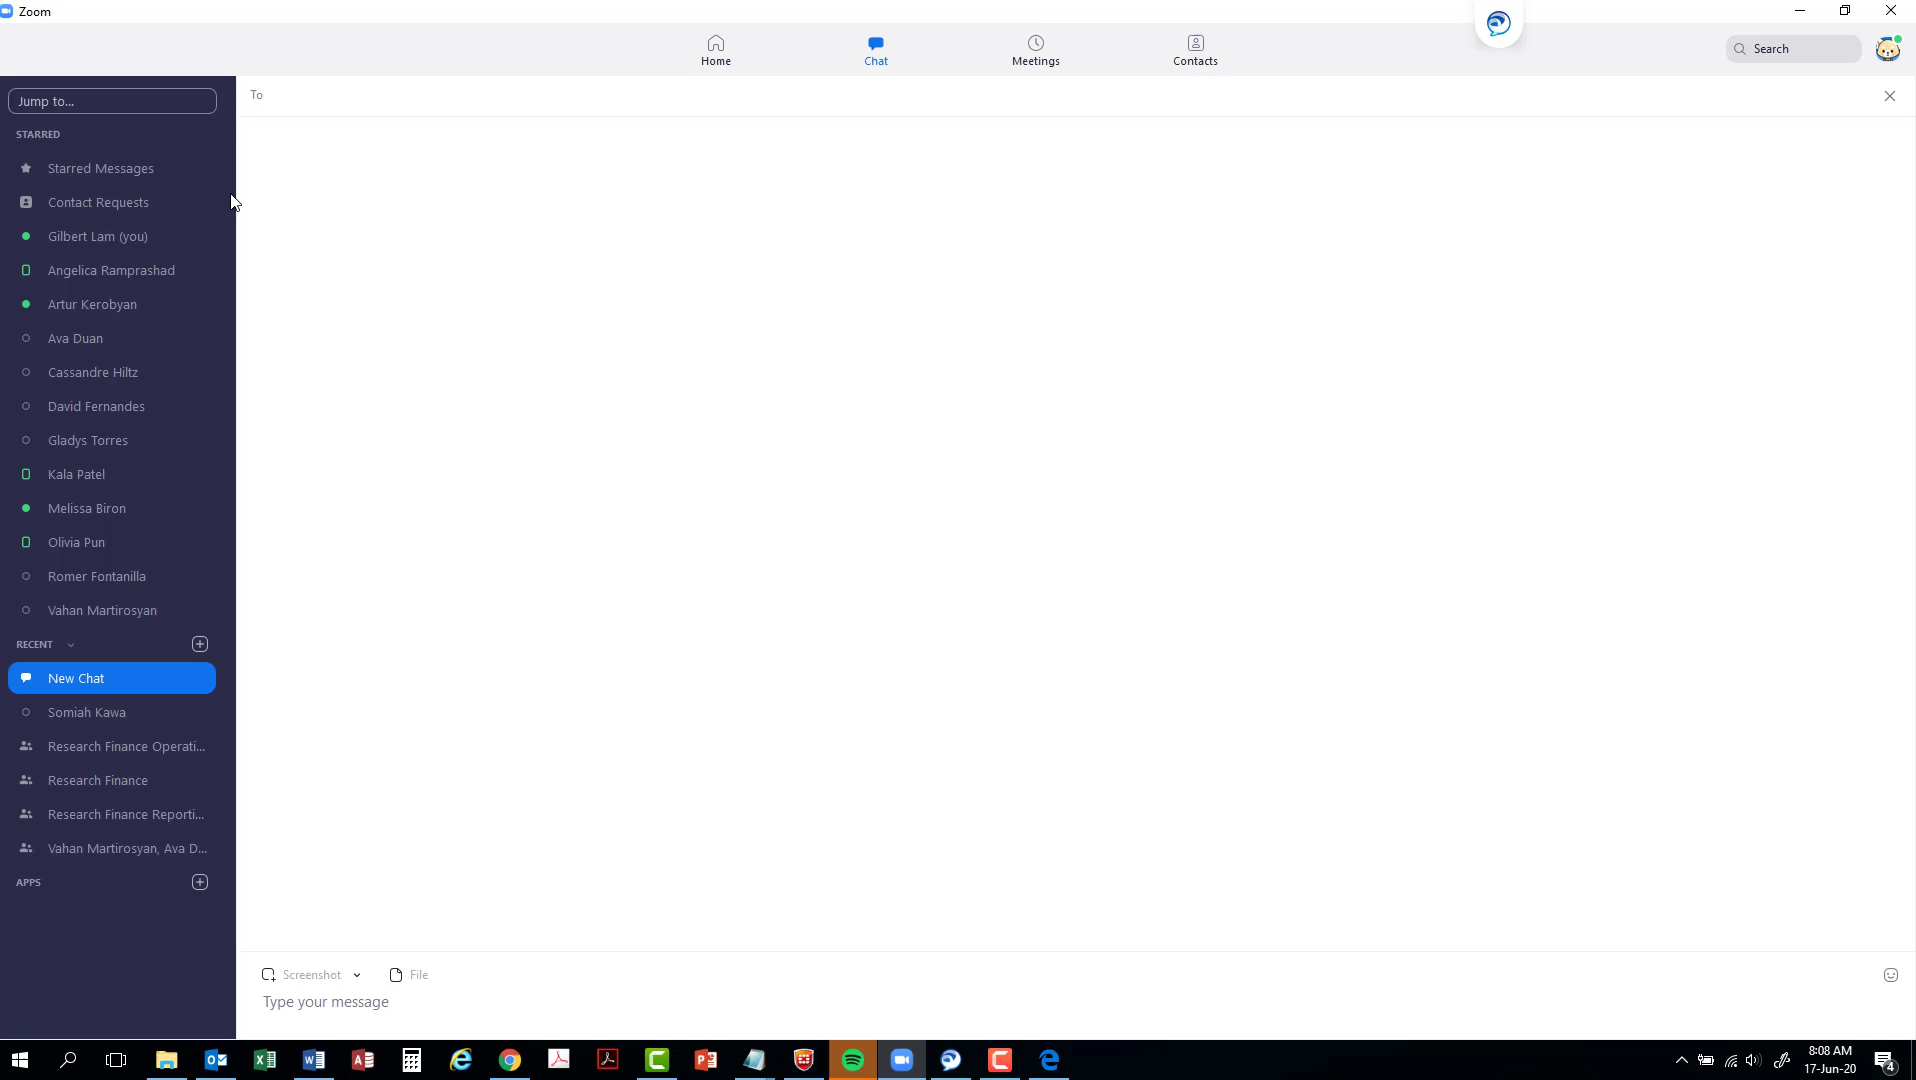 Zoom
Home
Chat
Meetings
Contacts
Search
Jump to...
To
STARRED
Starred Messages
Contact Requests
Gilbert Lam (you)
Angelica Ramprashad
Artur Kerobyan
Ava Duan
Cassandre Hiltz
David Fernandes
Gladys Torres
Kala Patel
Melissa Biron
Olivia Pun
Romer Fontanilla
Vahan Martirosyan
RECENT
New Chat
Somiah Kawa
Research Finance Operati...
Research Finance
Research Finance Reporti...
Vahan Martirosyan, Ava D...
APPS
Screenshot
File
Type your message
8:08 AM
17-Jun-20
4